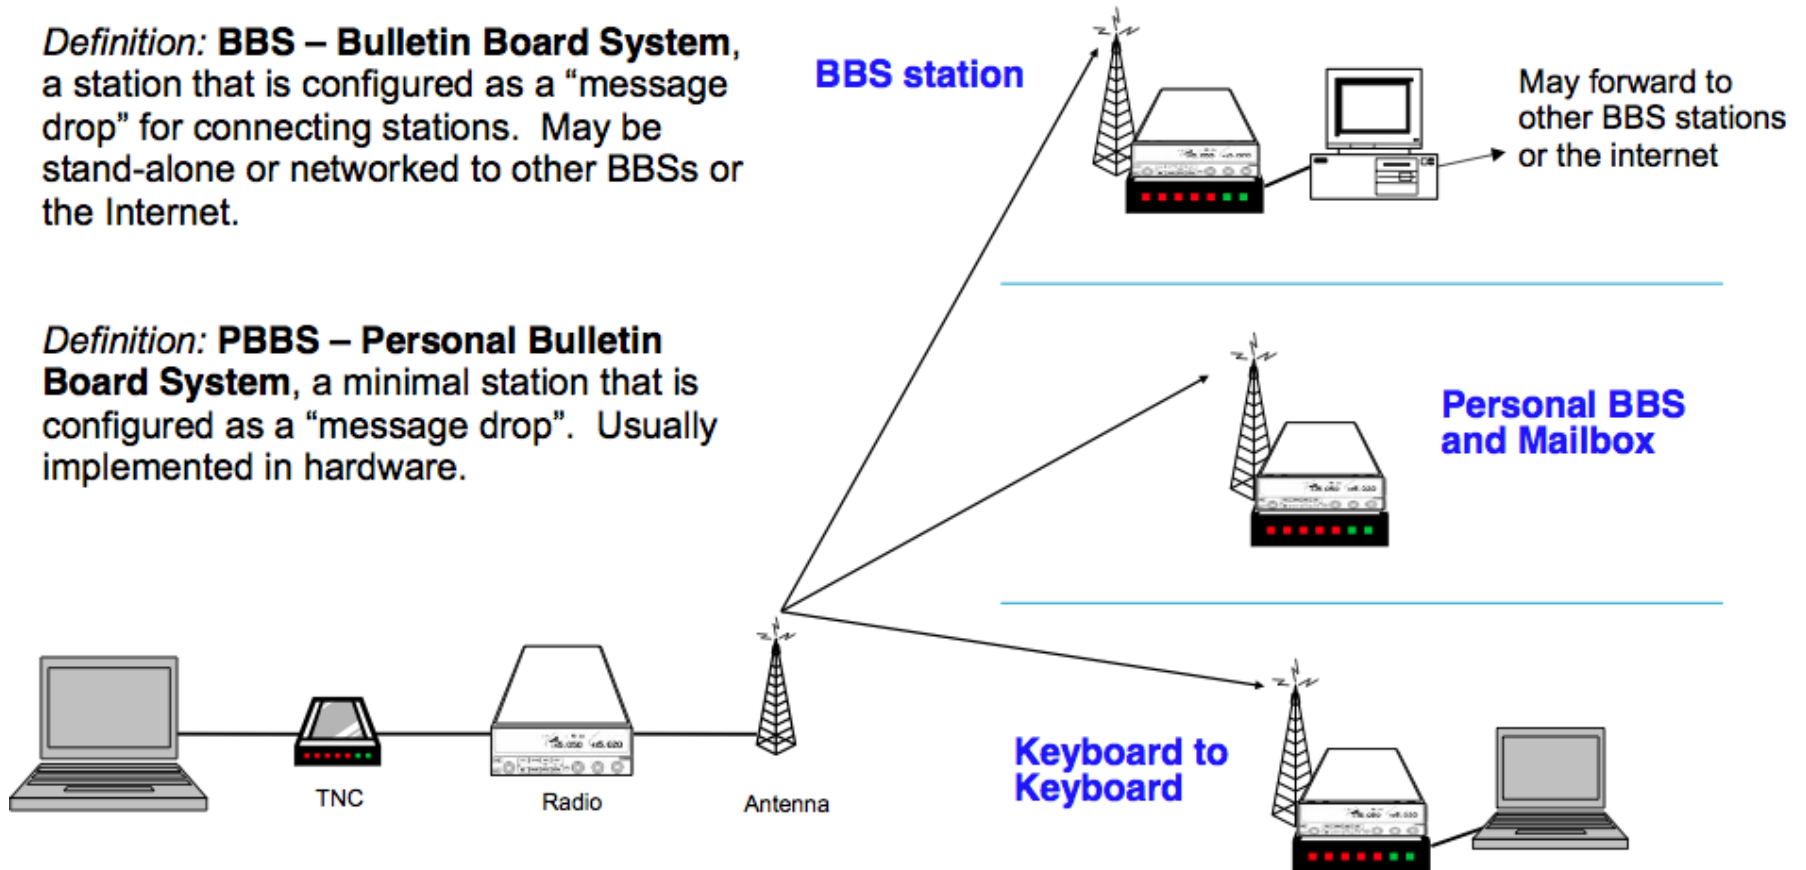 Definition: BBS – Bulletin Board System,
a station that is configured as a “message
drop” for connecting stations.  May be
stand-alone or networked to other BBSs or
the Internet.
BBS station
May forward to
other BBS stations
or the internet
Definition: PBBS – Personal Bulletin
Board System, a minimal station that is
configured as a “message drop”.  Usually
implemented in hardware.
Personal BBS
and Mailbox
TNC
Radio
Antenna
Keyboard to
Keyboard